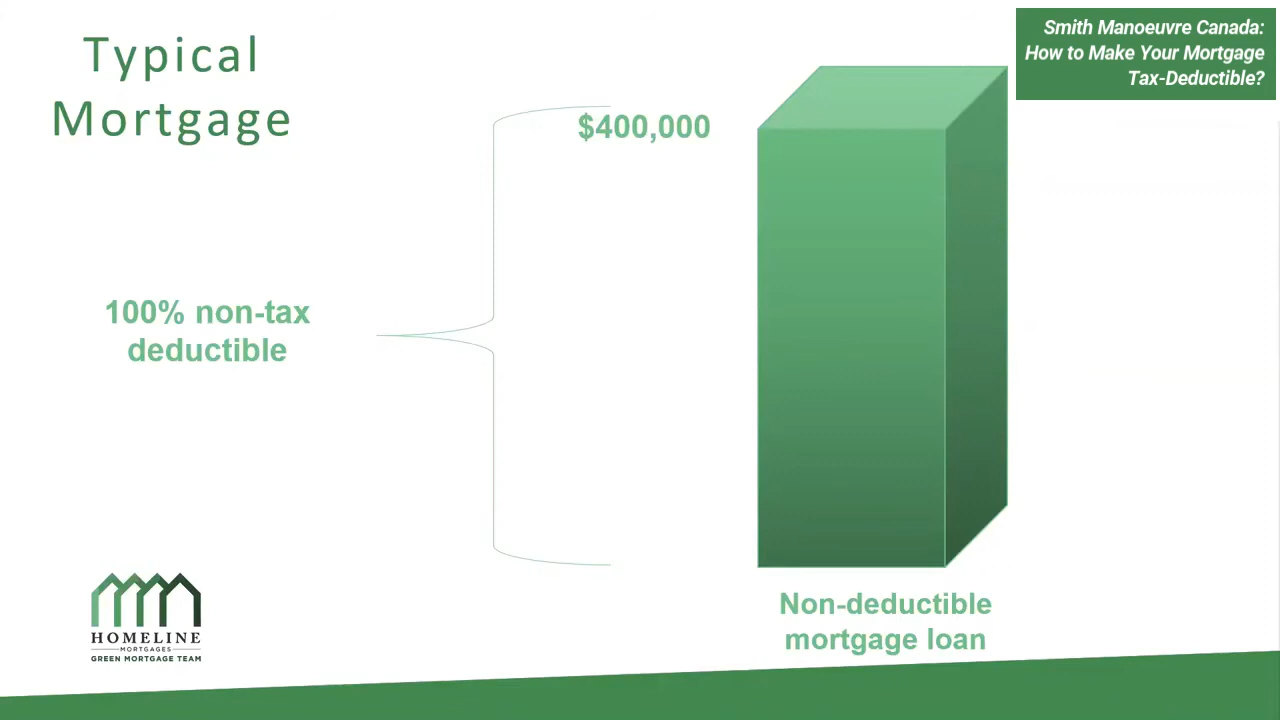 Typical
Mortgage
Smith Manoeuvre Canada:
How to Make Your Mortgage
Tax-Deductible?
$400,000
100% non-tax
deductible
Non-deductible
mortgage loan
HOMELINE
MORTGAGES
GREEN MORTGAGE TEAM